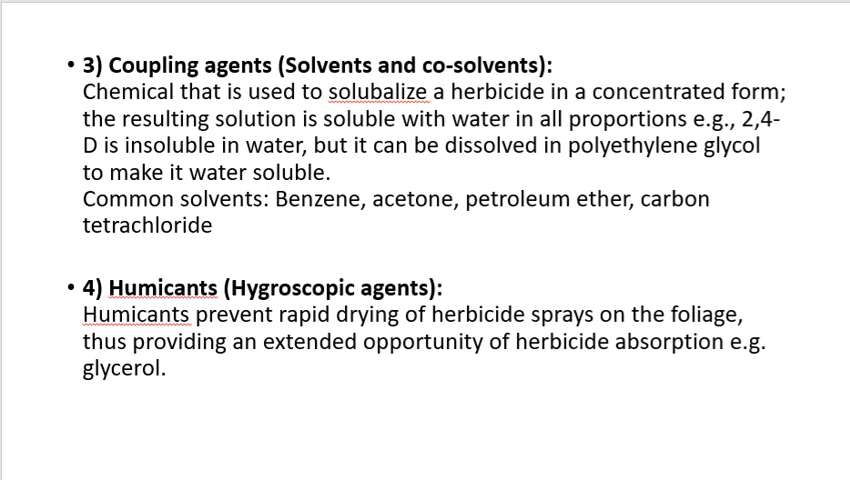 • 3) Coupling agents (Solvents and co-solvents):
Chemical that is used to solubalize a herbicide in a concentrated form;
the resulting solution is soluble with water in all proportions e.g., 2,4-
D is insoluble in water, but it can be dissolved in polyethylene glycol
to make it water soluble.
Common solvents: Benzene, acetone, petroleum ether, carbon
tetrachloride
• 4) Humicants (Hygroscopic agents):
Humicants prevent rapid drying of herbicide sprays on the foliage,
thus providing an extended opportunity of herbicide absorption e.g.
glycerol.